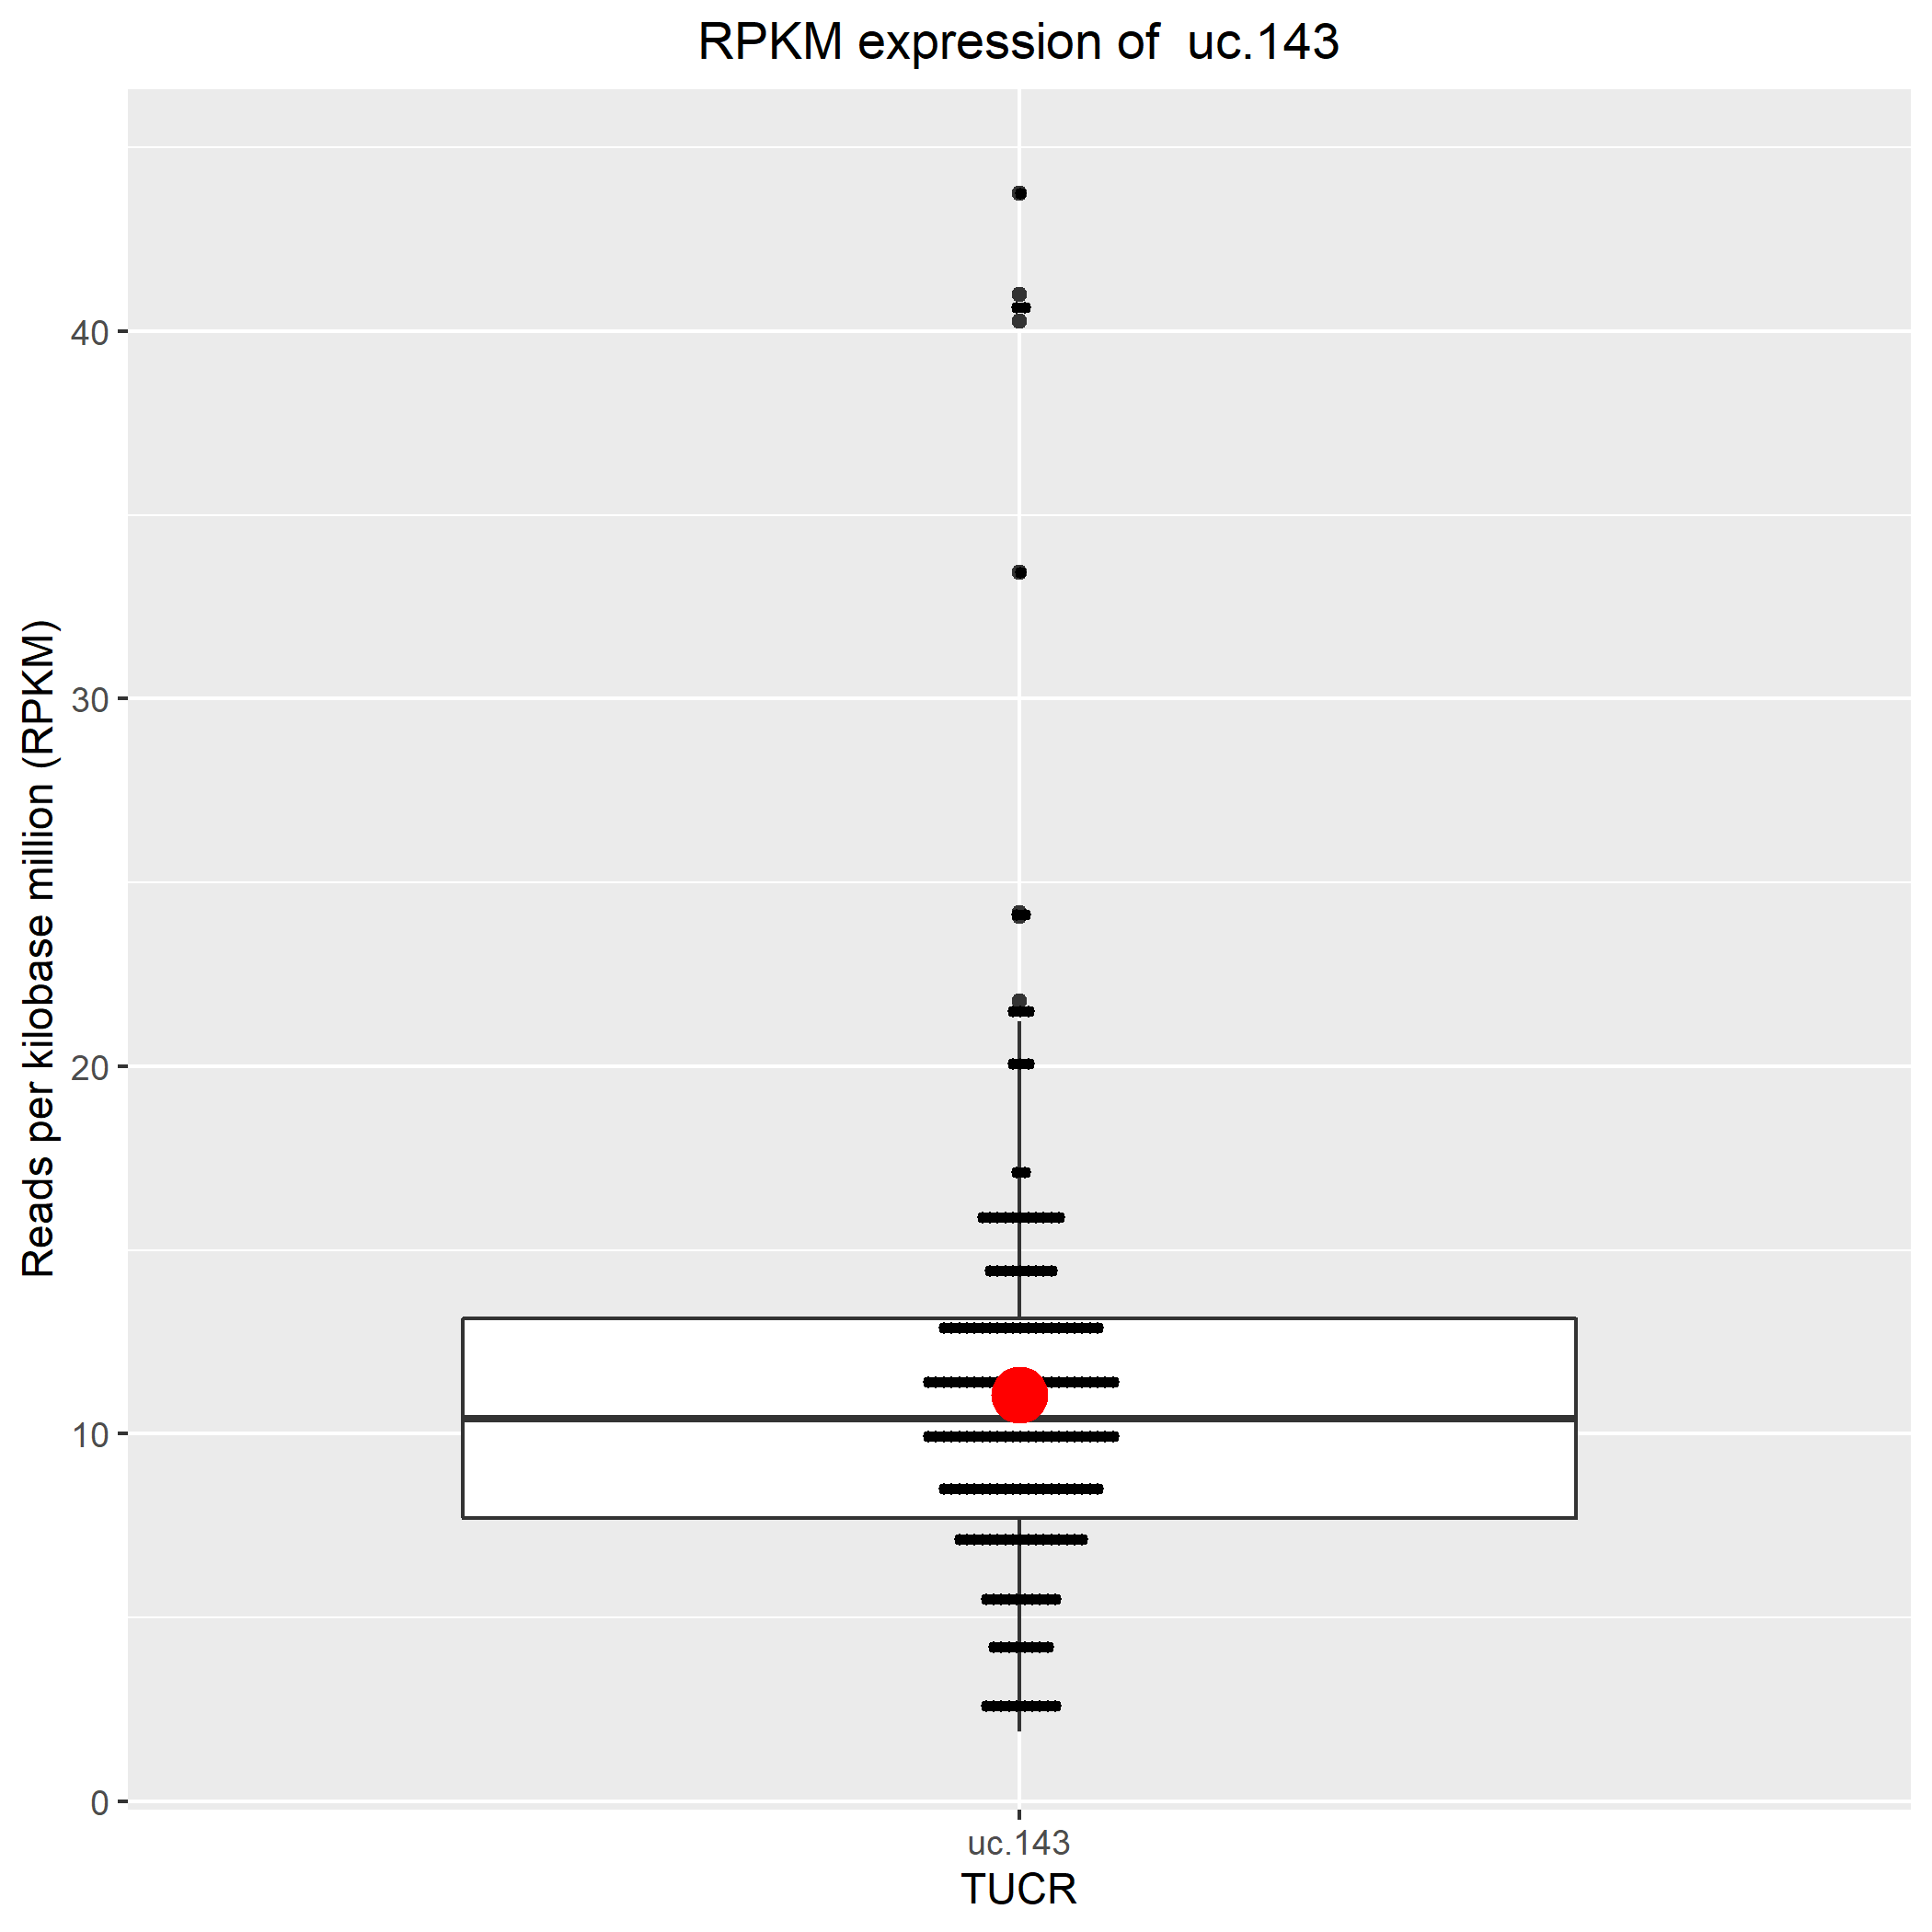 RPKM expression of  uc.143
Reads per kilobase million (RPKM)
40
30
20
10
0
uc.143
TUCR